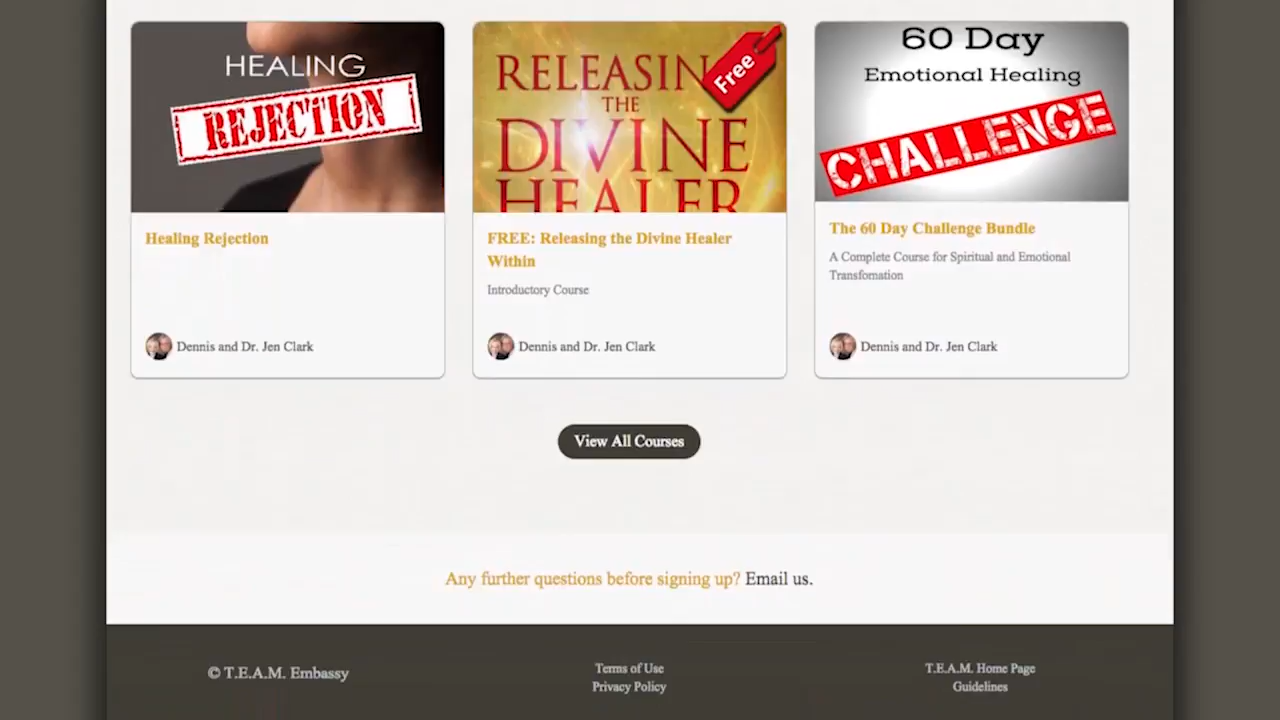 HEALING
REJECTION
Healing Rejection
Dennis and Dr. Jen Clark
RELEASIN
Free
THE
DIVINE
HEALER
FREE: Releasing the Divine Healer
Within
Introductory Course
Dennis and Dr. Jen Clark
60 Day
Emotional Healing
CHALLENGE
The 60 Day Challenge Bundle
A Complete Course for Spiritual and Emotional
Transfomation
Dennis and Dr. Jen Clark
View All Courses
Any further questions before signing up? Email us.
© T.E.A.M. Embassy
Terms of Use
Privacy Policy
T.E.A.M. Home Page
Guidelines